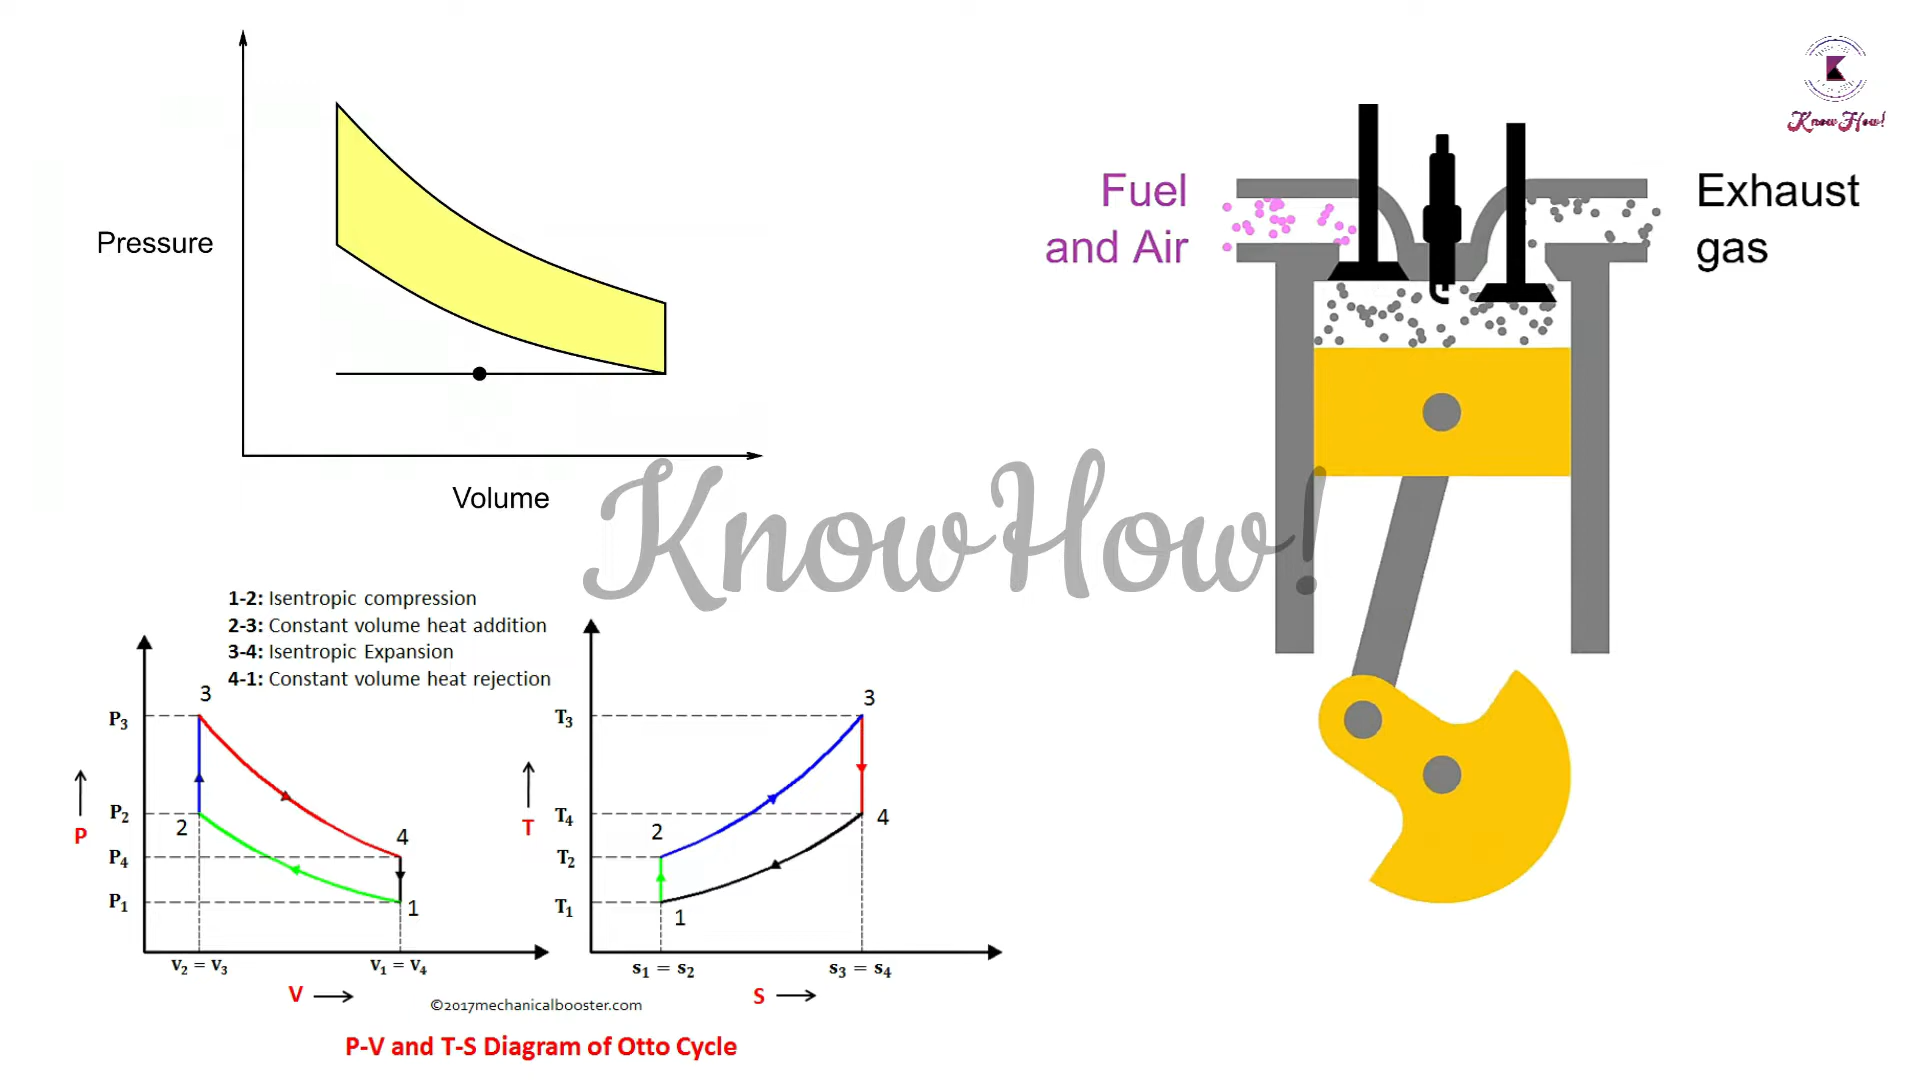 Pressure
Volume
Fuel
and Air
Exhaust
gas
KnowHow!
KnowHow!
1-2: Isentropic compression
2-3: Constant volume heat addition
3-4: Isentropic Expansion
4-1: Constant volume heat rejection
P₃
P₂
P₄
P₁
P
3
2
4
1
V₂ = V₃
V₁ = V₄
V
T₃
T₄
T₂
T₁
T
3
4
2
1
s₁ = s₂
s₃ = s₄
S
©2017mechanicalbooster.com
P-V and T-S Diagram of Otto Cycle